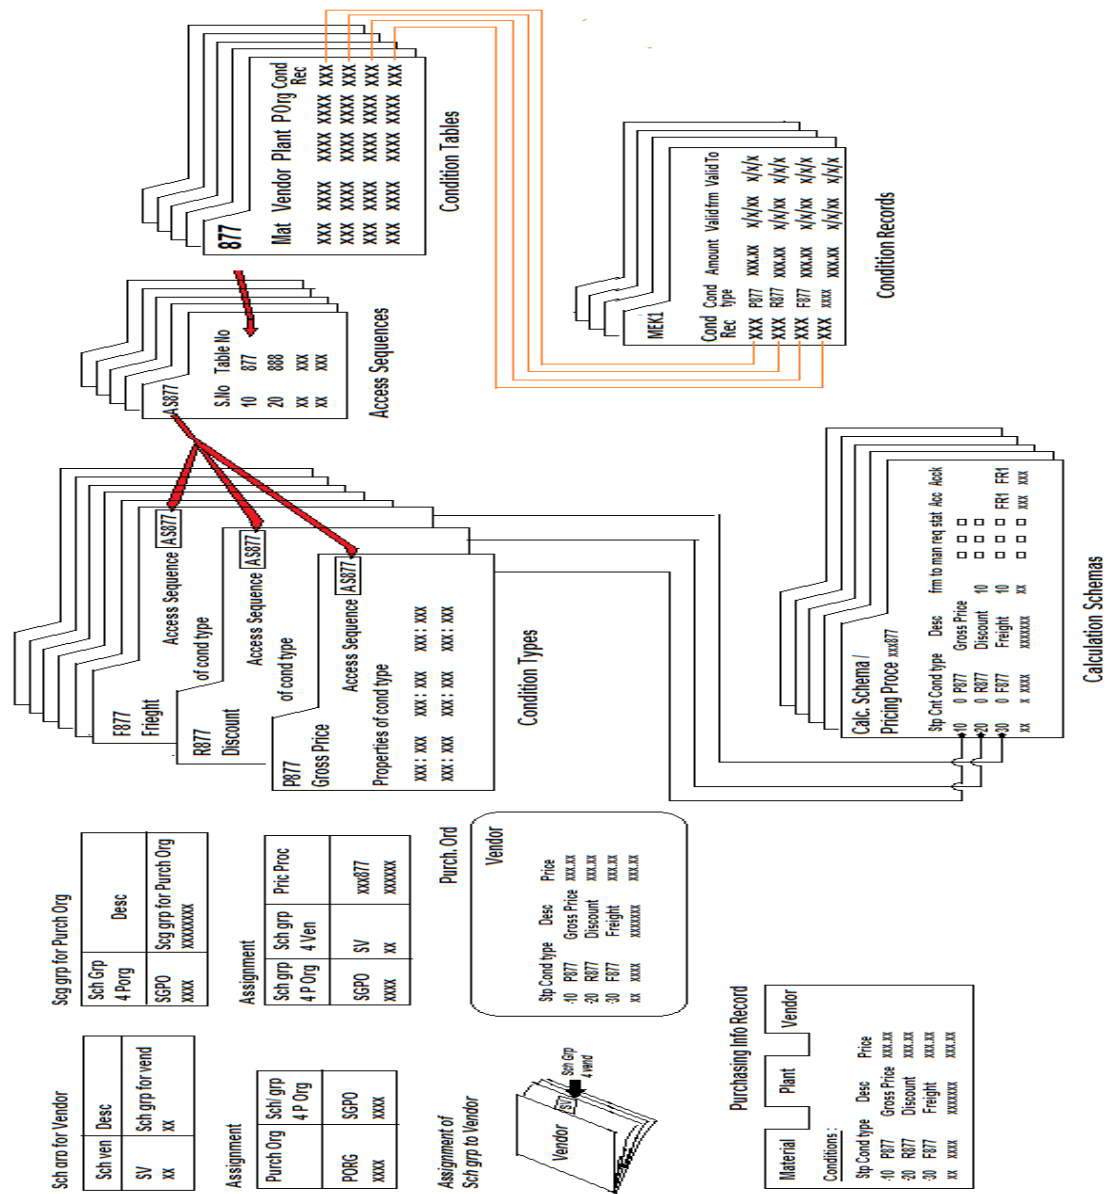 Sch grp for Vendor
Sch ven Desc
SV Sch grp for vend
xx xx
Scg grp for Purch Org
Sch Grp
4 Porg Desc
SGPO Scg grp for Purch Org
xxxx xxxxxxxx
Assignment
Purch Org Sch/ grp
4 P Org
PORG SGPO
xxxx xxxx
Assignment
Sch grp Sch grp Pric Proc
4 P Org 4 Ven
SGPO SV xxx877
xxxx xx xxxxxx
Assignment of
Sch grp to Vendor
Vendor
SV
Sch Grp
4 vend
Purch. Ord
Vendor
Stp Cond type Desc Price
-10 P877 Gross Price xxx.xx
-20 R877 Discount xxx.xx
-30 F877 Freight xxx.xx
xx xxxx xxxxxxxx xxx.xx
Purchasing Info Record
Material Plant Vendor
Conditions :
Stp Cond type Desc Price
-10 P877 Gross Price xxx.xx
-20 R877 Discount xxx.xx
-30 F877 Freight xxx.xx
xx xxxx xxxxxxx xxx.xx
F877
Frieght
Access Sequence AS877
of cond type
R877
Discount
Access Sequence AS877
of cond type
P877
Gross Price
Access Sequence AS877
Properties of cond type
xxx: xxx xxx: xxx xxx: xxx
xxx: xxx xxx: xxx xxx: xxx
Condition Types
AS877
S.No Table No
10 877
20 888
xx xxx
xx xxx
Access Sequences
877
Mat Vendor Plant POrg Cond
Rec
xxx xxxx xxxx xxxx xxx
xxx xxxx xxxx xxxx xxx
xxx xxxx xxxx xxxx xxx
xxx xxxx xxxx xxxx xxx
Condition Tables
MEK1
Cond Cond Amount Validfrm Valid To
Rec type
xxx P877 xxx.xx x/x/xx x/x/x
xxx R877 xxx.xx x/x/xx x/x/x
xxx F877 xxx.xx x/x/xx x/x/x
xxx xxxx xxx.xx x/x/xx x/x/x
Condition Records
Calc. Schema /
Pricing Proce xxx877
Stp Cnt Cond type Desc frm to man req stat Acc Acck
-10 0 P877 Gross Price
-20 0 R877 Discount 10
-30 0 F877 Freight 10 FR1 FR1
xx x xxxx xxxxxxx xx xxx xxx
Calculation Schemas